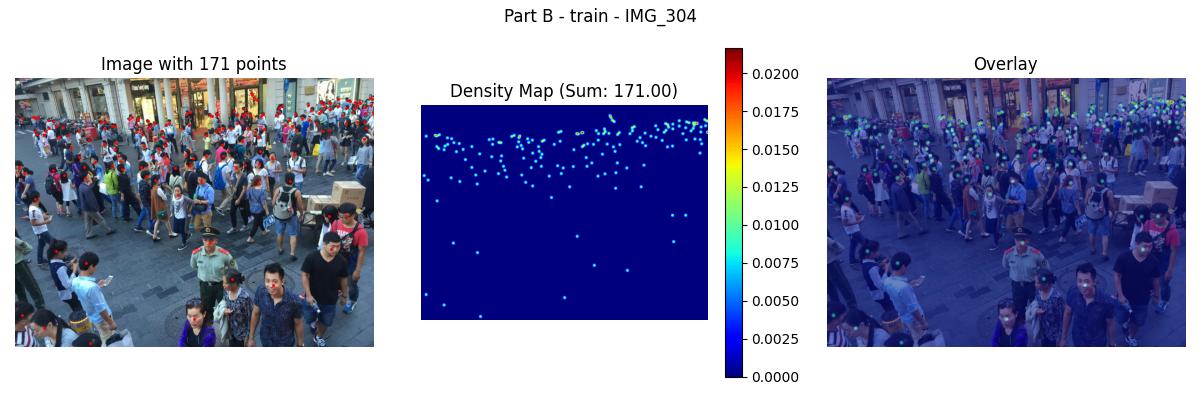 Part B - train - IMG_304
Image with 171 points
Density Map (Sum: 171.00)
Overlay
0.0200
0.0175
0.0150
0.0125
0.0100
0.0075
0.0050
0.0025
0.0000